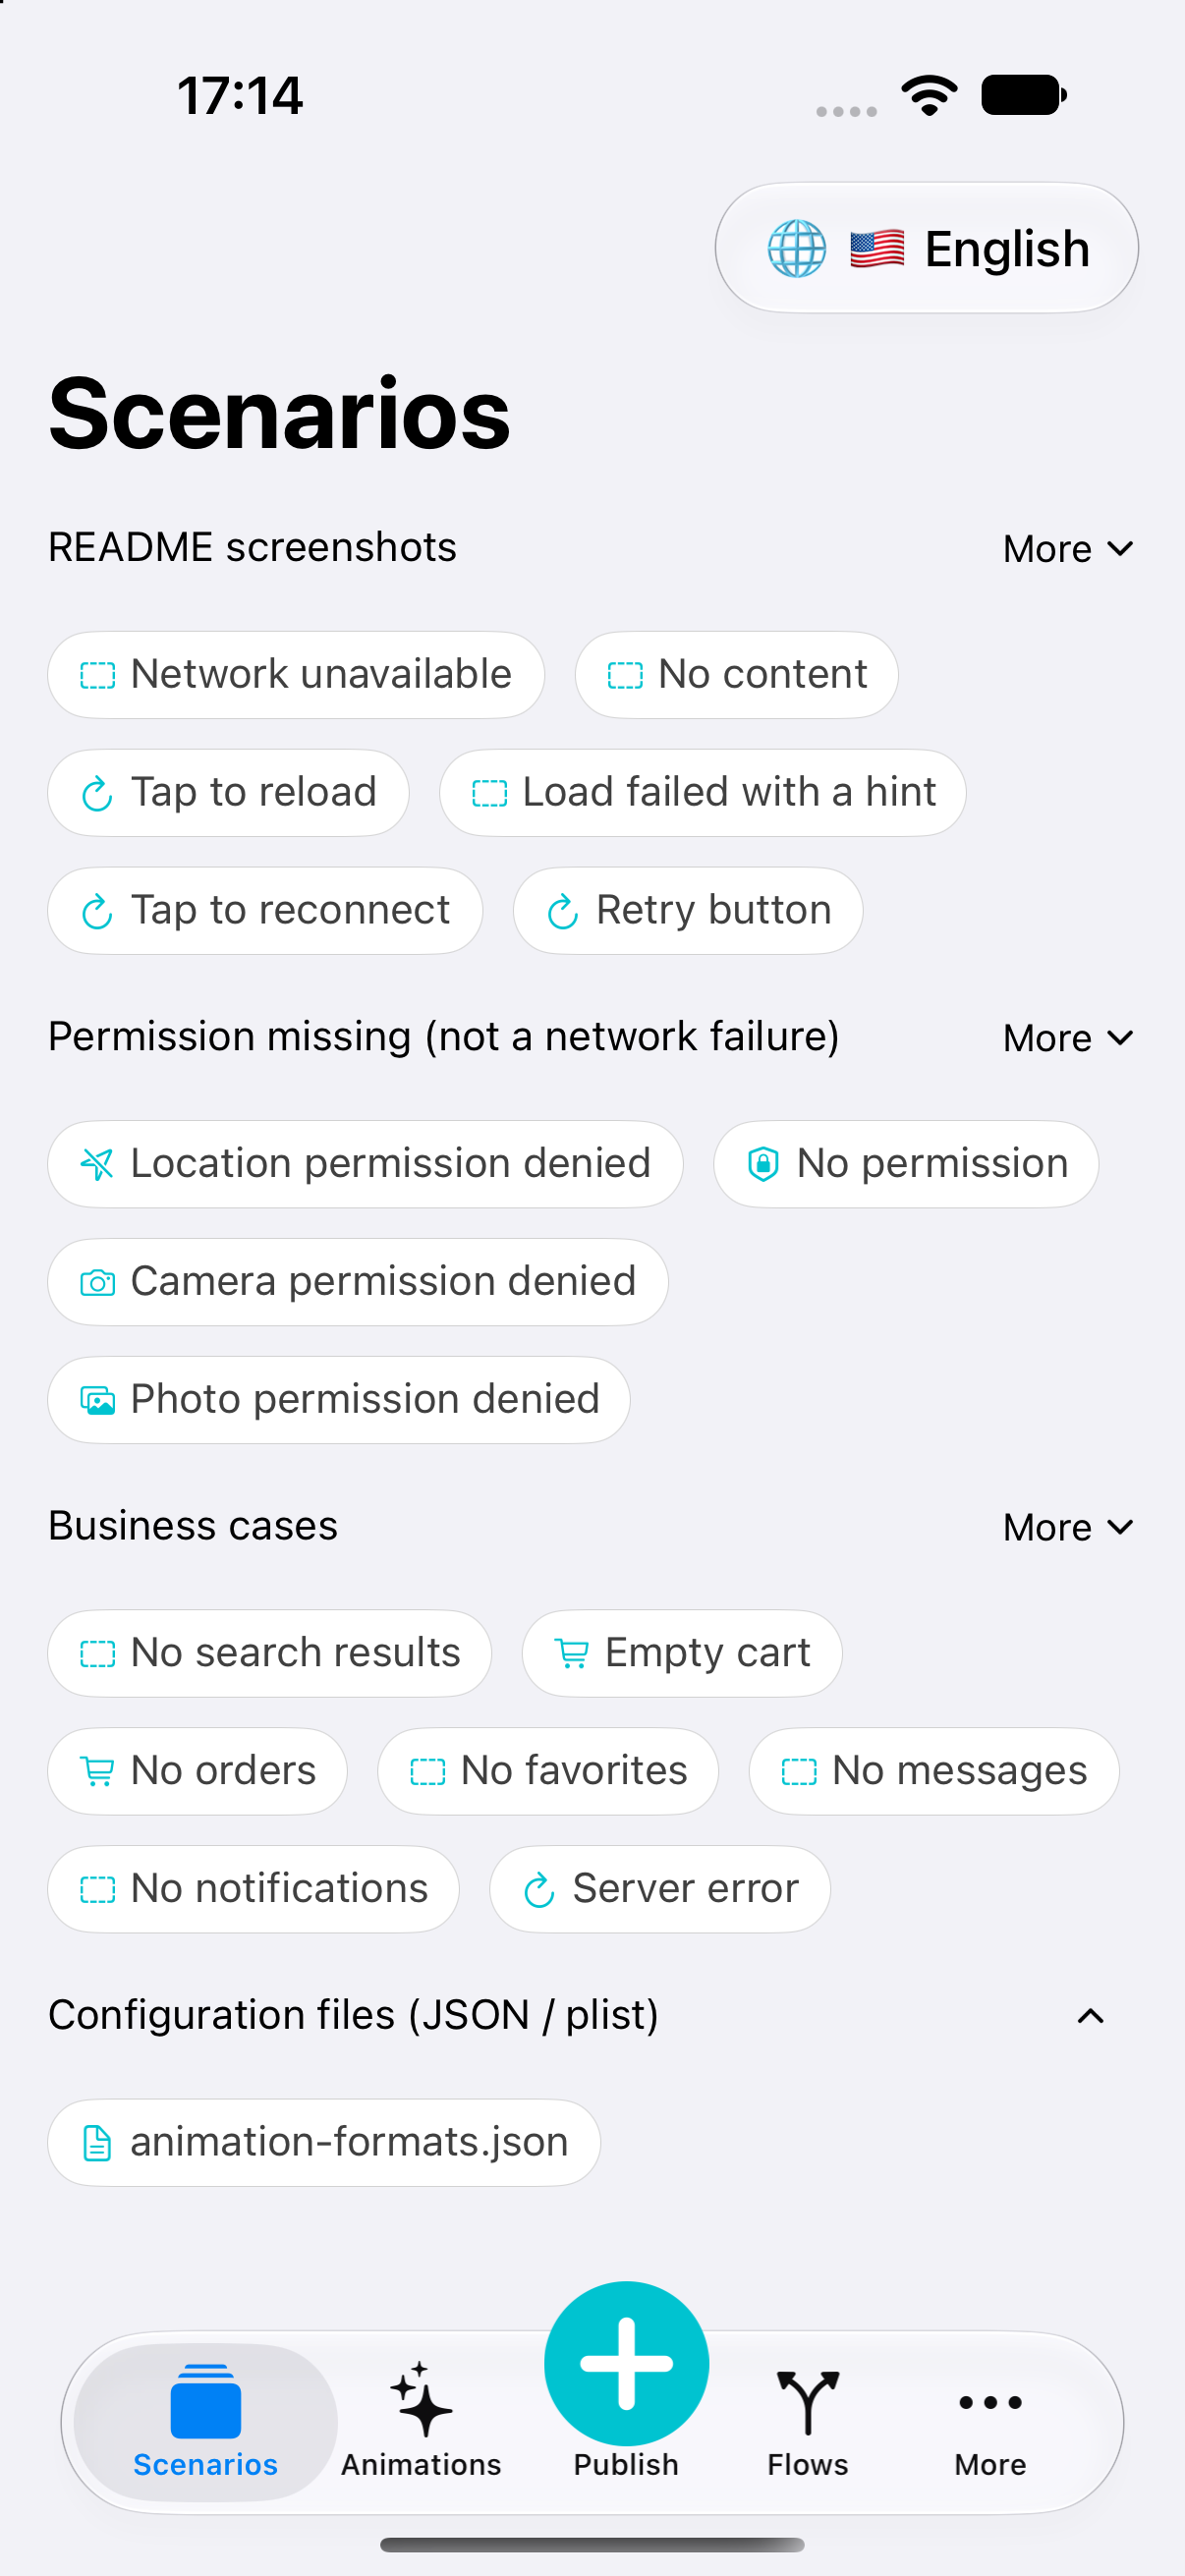 17:14
English
Scenarios
README screenshots More
Network unavailable No content
Tap to reload Load failed with a hint
Tap to reconnect Retry button
Permission missing (not a network failure) More
Location permission denied No permission
Camera permission denied
Photo permission denied
Business cases More
No search results Empty cart
No orders No favorites No messages
No notifications Server error
Configuration files (JSON / plist)
animation-formats.json
Scenarios Animations Publish Flows More